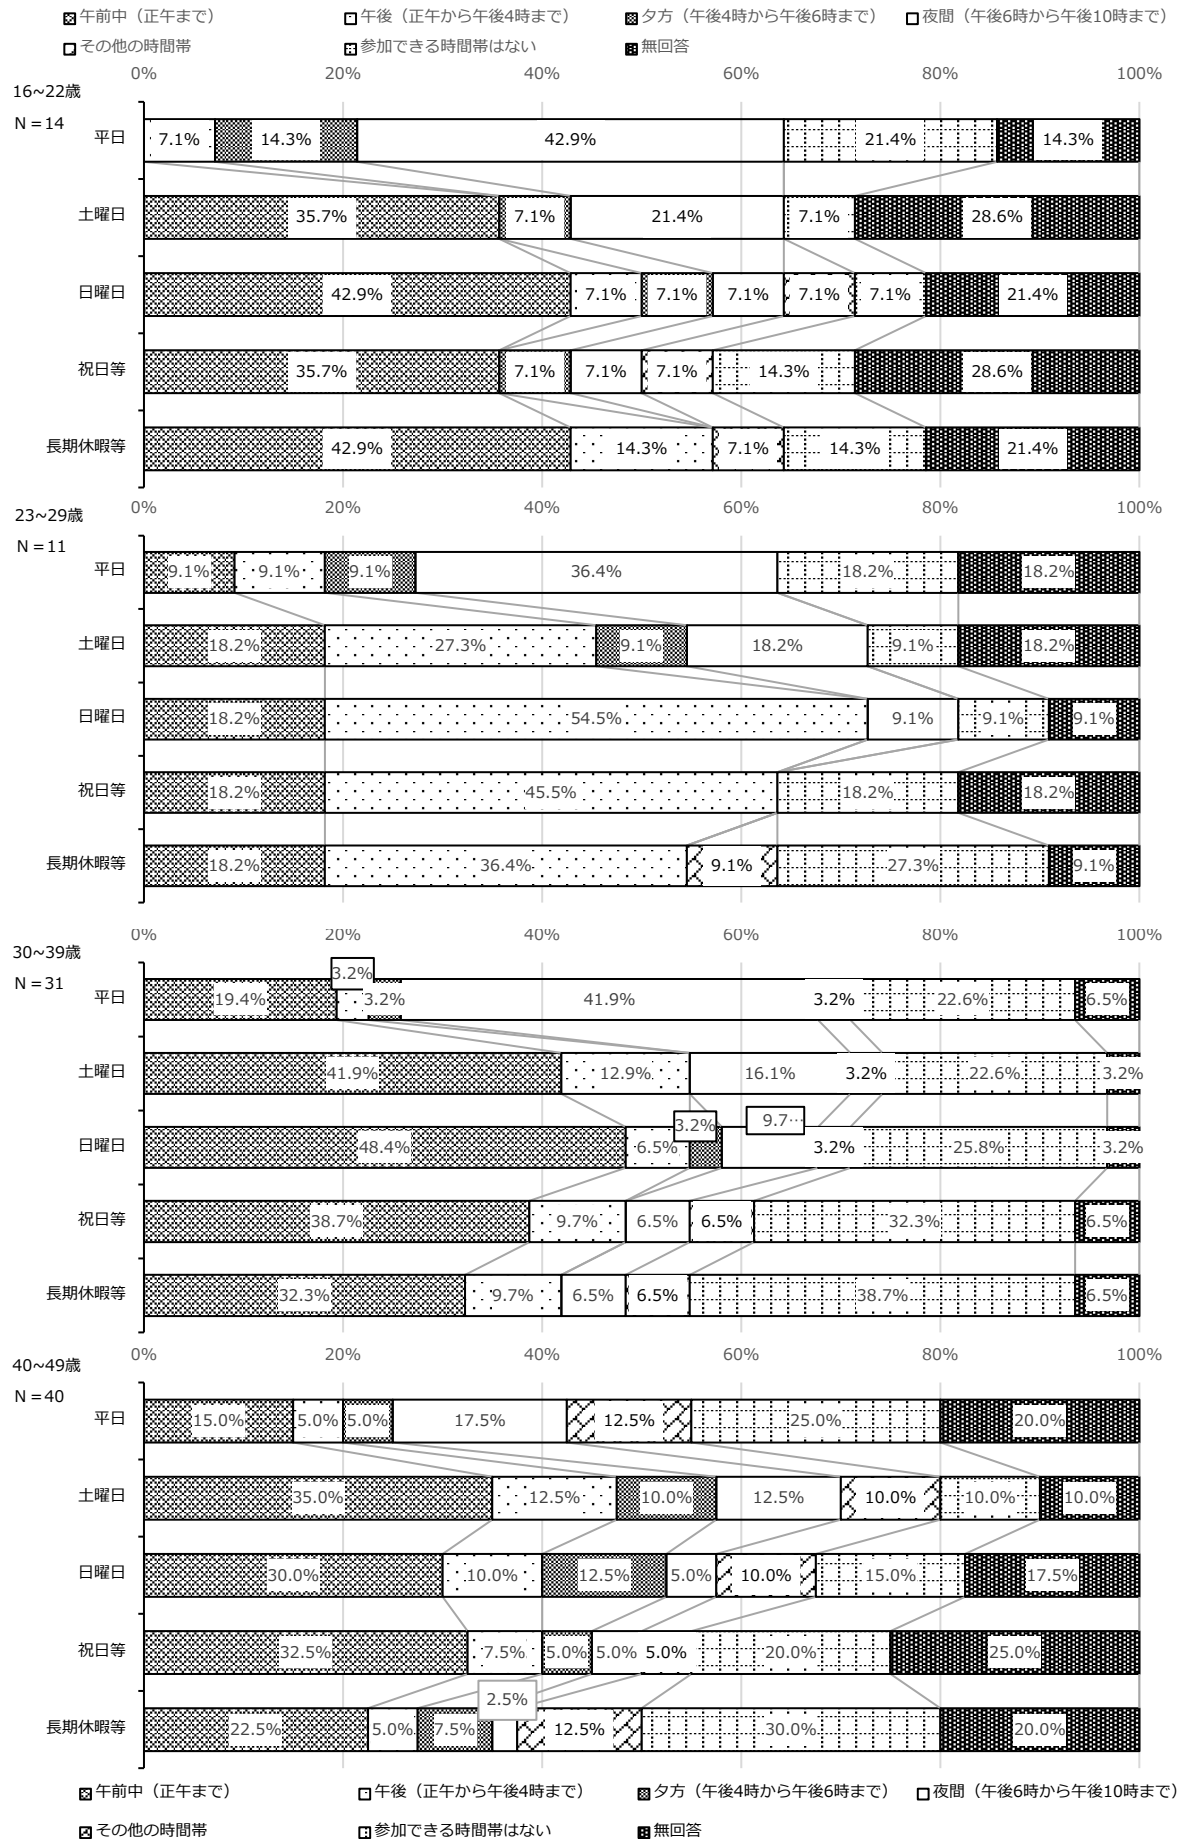 午前中（正午まで） 午後（正午から午後4時まで） 夕方（午後4時から午後6時まで） 夜間（午後6時から午後10時まで）
その他の時間帯 参加できる時間帯はない 無回答
0% 20% 40% 60% 80% 100%
16~22歳
N＝14
平日 7.1% 14.3% 42.9% 21.4% 14.3%
土曜日 35.7% 7.1% 21.4% 7.1% 28.6%
日曜日 42.9% 7.1% 7.1% 7.1% 7.1% 7.1% 21.4%
祝日等 35.7% 7.1% 7.1% 7.1% 14.3% 28.6%
長期休暇等 42.9% 14.3% 7.1% 14.3% 21.4%
0% 20% 40% 60% 80% 100%
23~29歳
N＝11
平日 9.1% 9.1% 9.1% 36.4% 18.2% 18.2%
土曜日 18.2% 27.3% 9.1% 18.2% 9.1% 18.2%
日曜日 18.2% 54.5% 9.1% 9.1% 9.1%
祝日等 18.2% 45.5% 18.2% 18.2%
長期休暇等 18.2% 36.4% 9.1% 27.3% 9.1%
0% 20% 40% 60% 80% 100%
30~39歳
3.2%
N＝31
平日 19.4% 3.2% 41.9% 3.2% 22.6% 6.5%
土曜日 41.9% 12.9% 16.1% 3.2% 22.6% 3.2%
3.2% 9.7…
日曜日 48.4% 6.5% 3.2% 25.8% 3.2%
祝日等 38.7% 9.7% 6.5% 6.5% 32.3% 6.5%
長期休暇等 32.3% 9.7% 6.5% 6.5% 38.7% 6.5%
0% 20% 40% 60% 80% 100%
40~49歳
N＝40
平日 15.0% 5.0% 5.0% 17.5% 12.5% 25.0% 20.0%
土曜日 35.0% 12.5% 10.0% 12.5% 10.0% 10.0% 10.0%
日曜日 30.0% 10.0% 12.5% 5.0% 10.0% 15.0% 17.5%
祝日等 32.5% 7.5% 5.0% 5.0% 5.0% 20.0% 25.0%
2.5%
長期休暇等 22.5% 5.0% 7.5% 12.5% 30.0% 20.0%
午前中（正午まで） 午後（正午から午後4時まで） 夕方（午後4時から午後6時まで） 夜間（午後6時から午後10時まで）
その他の時間帯 参加できる時間帯はない 無回答